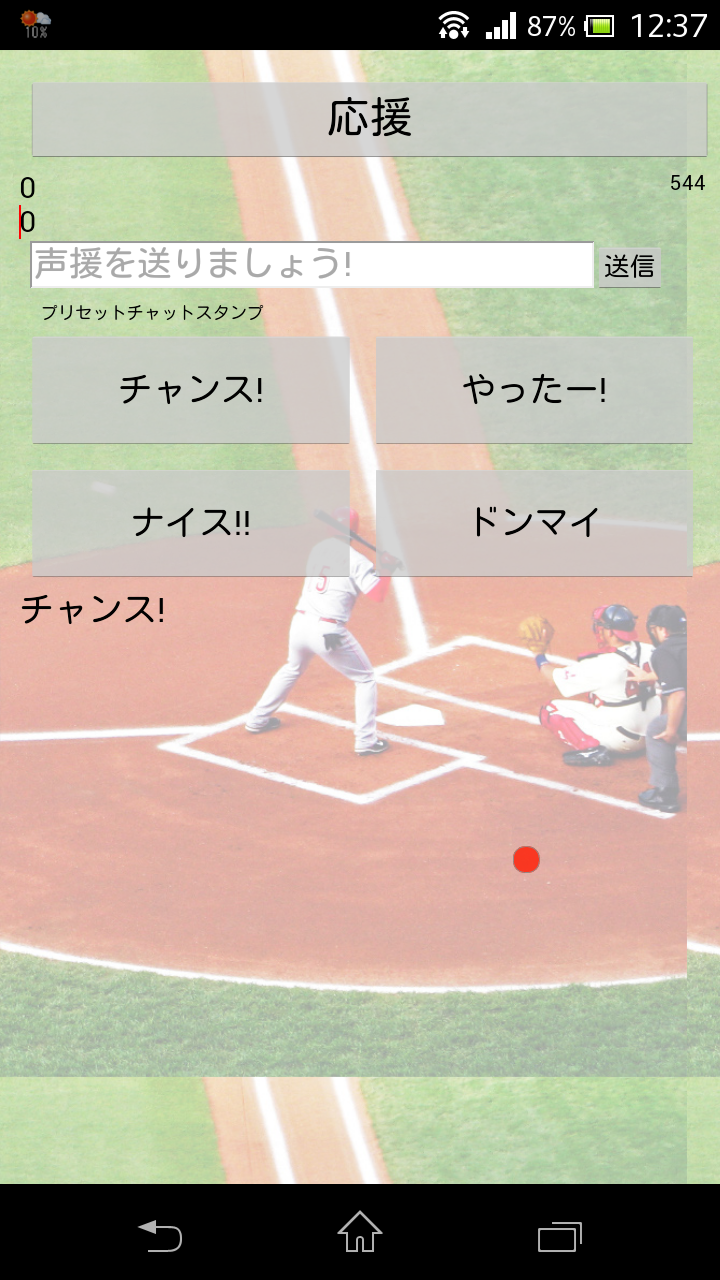 10%
87%
12:37
応援
0
544
0
声援を送りましょう!
送信
プリセットチャットスタンプ
チャンス!
やったー!
ナイス!!
ドンマイ
チャンス!
5